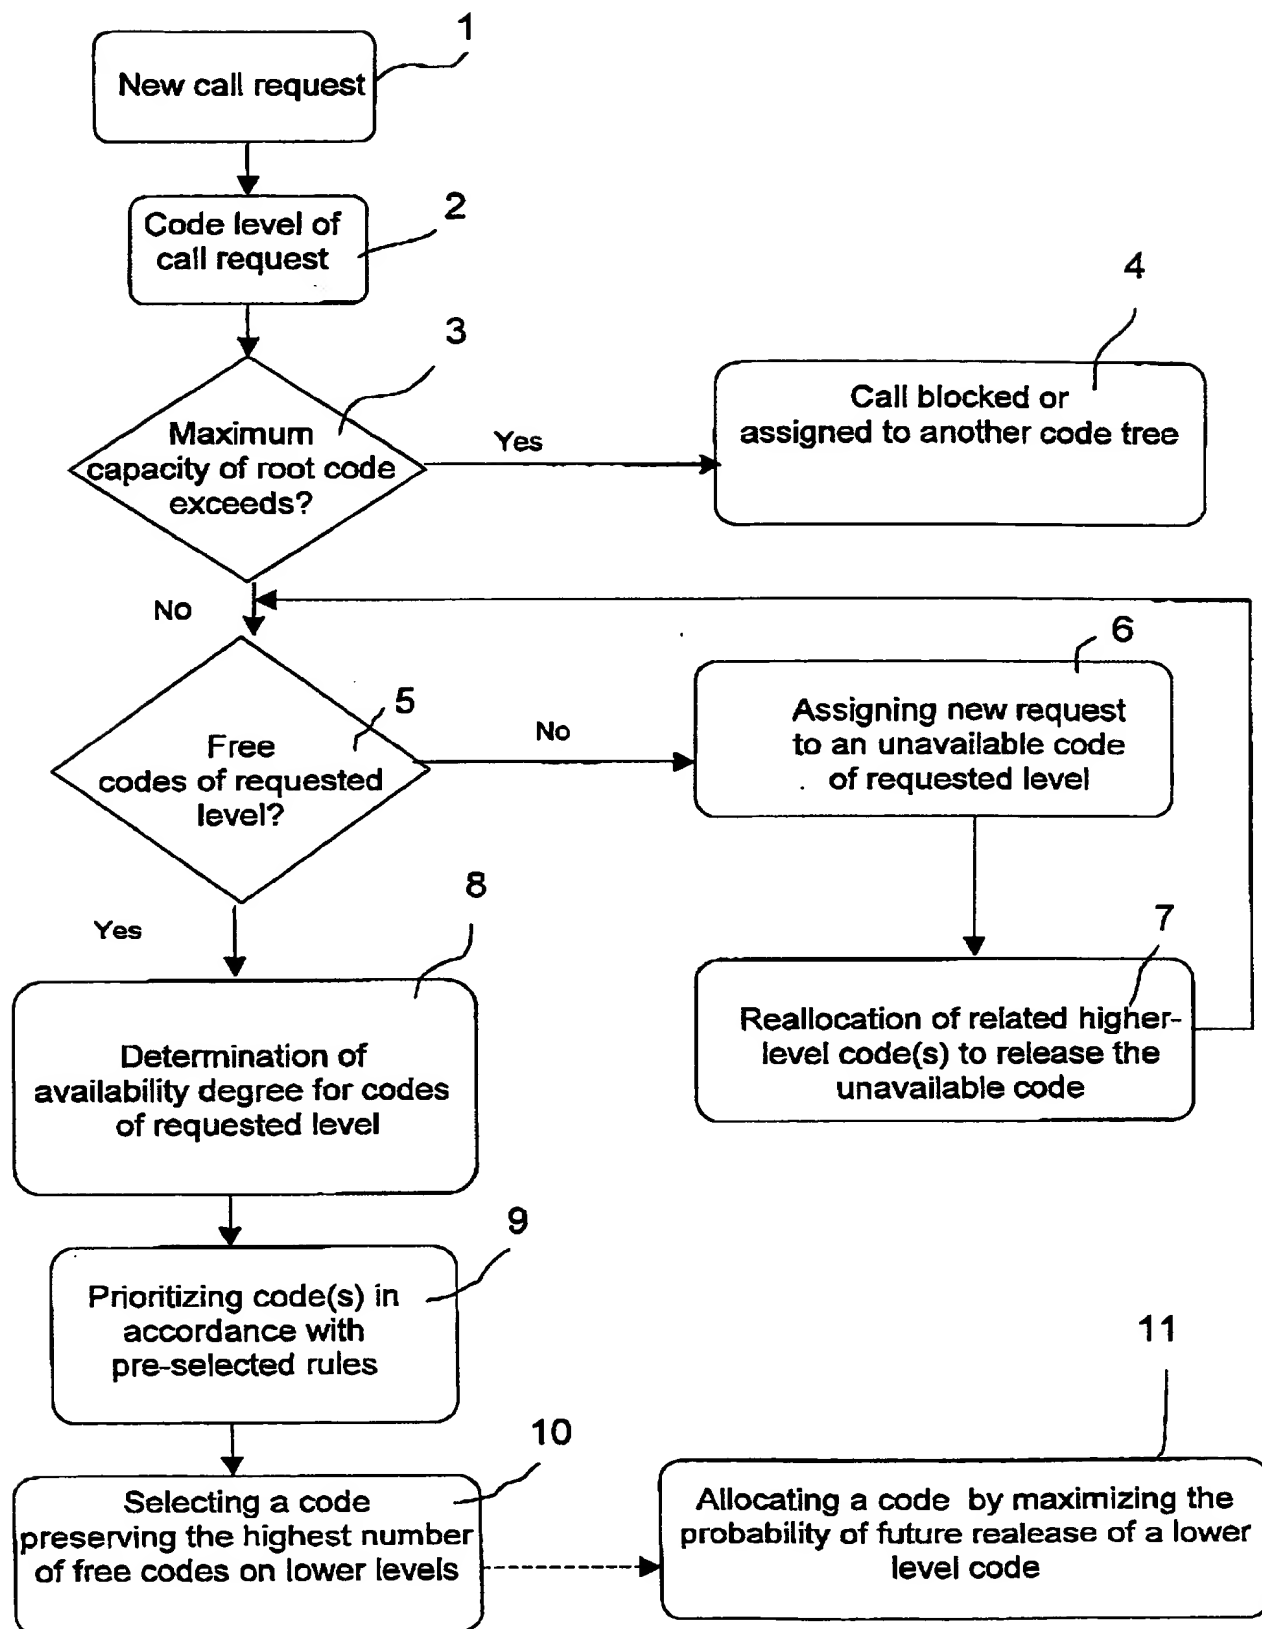 1
New call request
2
Code level of
call request
3
4
Maximum
capacity of root code
exceeds?
Yes
Call blocked or
assigned to another code tree
No
5
6
Free
codes of requested
level?
No
Assigning new request
to an unavailable code
of requested level
Yes
7
Reallocation of related higher-
level code(s) to release the
unavailable code
8
Determination of
availability degree for codes
of requested level
9
Prioritizing code(s) in
accordance with
pre-selected rules
10
Selecting a code
preserving the highest number
of free codes on lower levels
11
Allocating a code by maximizing the
probability of future realease of a lower
level code